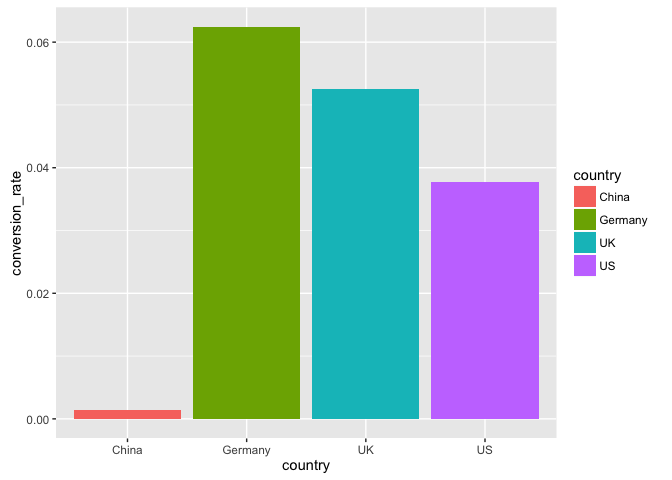 conversion_rate
0.06
0.04
0.02
0.00
China Germany UK US
country
country
China
Germany
UK
US